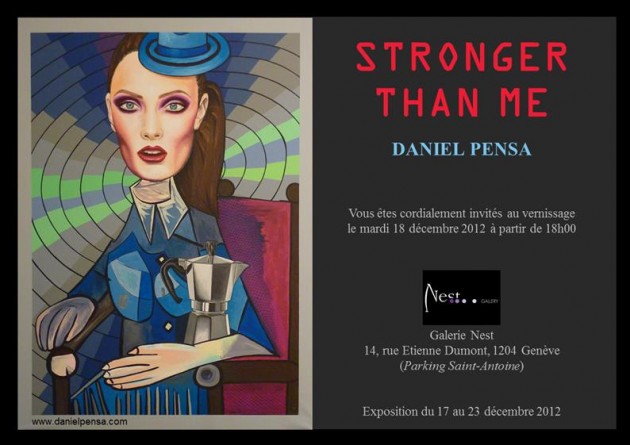 STRONGER
THAN ME
DANIEL PENSA
Vous êtes cordialement invités au vernissage
le mardi 18 décembre 2012 à partir de 18h00
Nest... GALERY
Galerie Nest
14, rue Etienne Dumont, 1204 Genève
(Parking Saint-Antoine)
Exposition du 17 au 23 décembre 2012
www.danielpensa.com